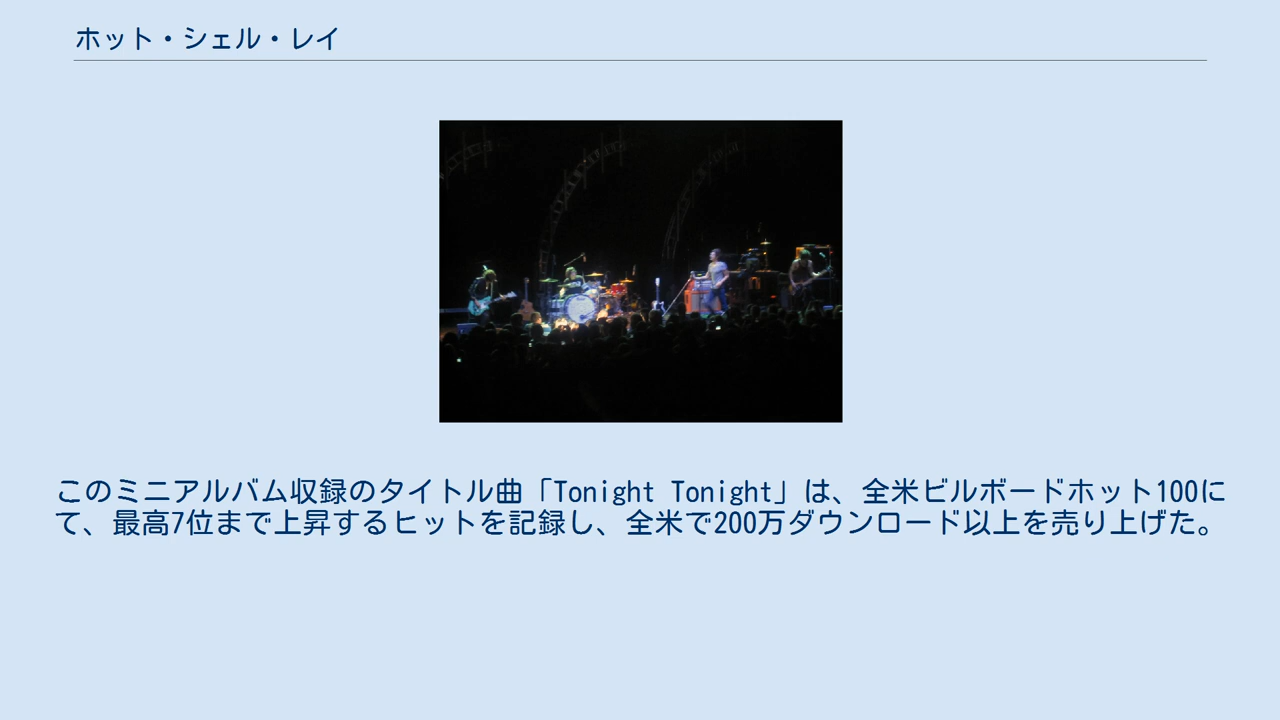 ホット・シェル・レイ
このミニアルバム収録のタイトル曲「Tonight Tonight」は、全米ビルボードホット100に
て、最高7位まで上昇するヒットを記録し、全米で200万ダウンロード以上を売り上げた。